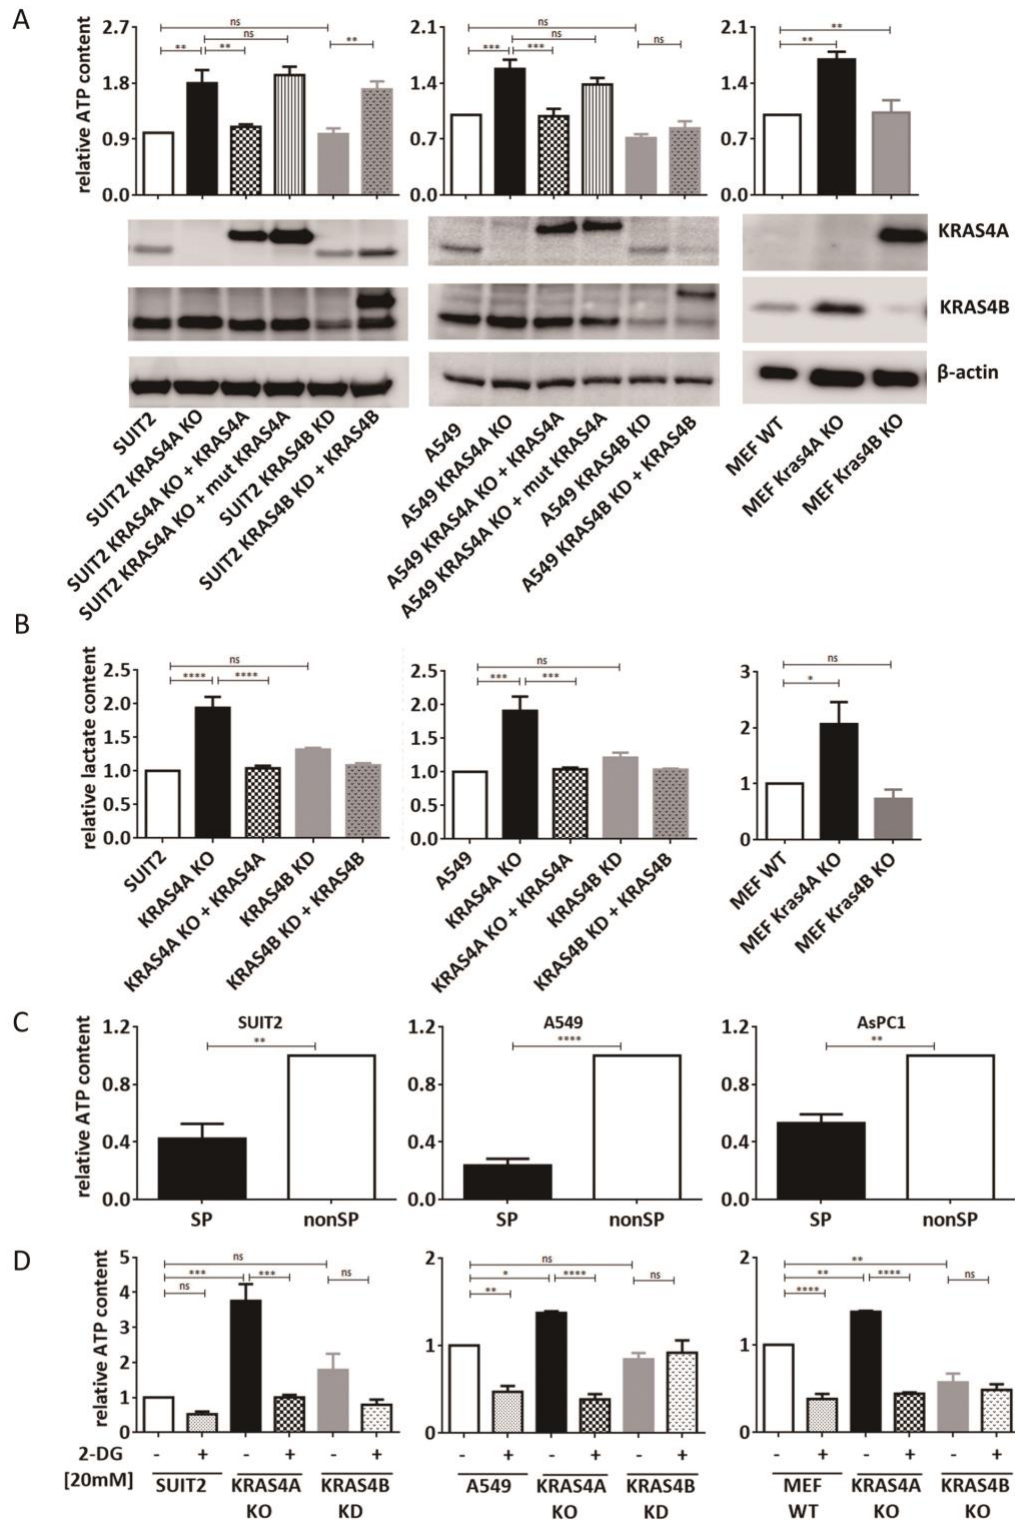 A
relative ATP content
2.7
1.8
0.9
0.0
ns
ns
** ** **
2.1
1.4
0.7
0.0
ns
ns
*** *** ns
2.1
1.4
0.7
0.0
**
**
KRAS4A
KRAS4B
β-actin
SUIT2
SUIT2 KRAS4A KO
SUIT2 KRAS4A KO + KRAS4A
SUIT2 KRAS4A KO + mut KRAS4A
SUIT2 KRAS4B KD
SUIT2 KRAS4B KD + KRAS4B
A549
A549 KRAS4A KO
A549 KRAS4A KO + KRAS4A
A549 KRAS4A KO + mut KRAS4A
A549 KRAS4B KD
A549 KRAS4B KD + KRAS4B
MEF WT
MEF Kras4A KO
MEF Kras4B KO
B
relative lactate content
2.5
2.0
1.5
1.0
0.5
0.0
ns
**** ****
SUIT2
KRAS4A KO
KRAS4A KO + KRAS4A
KRAS4B KD
KRAS4B KD + KRAS4B
2.5
2.0
1.5
1.0
0.5
0.0
ns
*** ***
A549
KRAS4A KO
KRAS4A KO + KRAS4A
KRAS4B KD
KRAS4B KD + KRAS4B
3
2
1
0
ns
*
MEF WT
MEF Kras4A KO
MEF Kras4B KO
C
relative ATP content
SUIT2
1.2
0.8
0.4
0.0
**
SP nonSP
A549
1.2
0.8
0.4
0.0
****
SP nonSP
AsPC1
1.2
0.8
0.4
0.0
**
SP nonSP
D
relative ATP content
5
4
3
2
1
0
ns
*** ***
ns ns
2
1
0
ns
* ****
** ns
2
1
0
**
** ****
**** ns
2-DG - + - + - + - + - + - + - + - + - +
[20mM] SUIT2 KRAS4A KRAS4B A549 KRAS4A KRAS4B MEF KRAS4A KRAS4B
KO KD KO KD WT KO KO